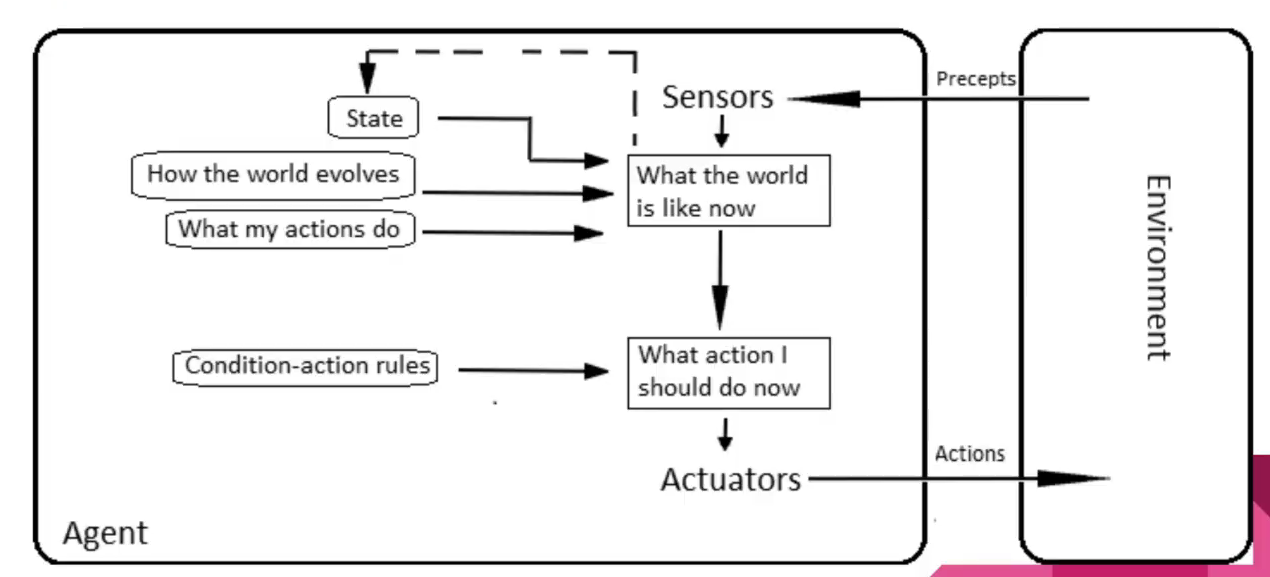 Precepts
Sensors
State
How the world evolves
What the world
is like now
What my actions do
Environment
Condition-action rules
What action I
should do now
Actions
Actuators
Agent